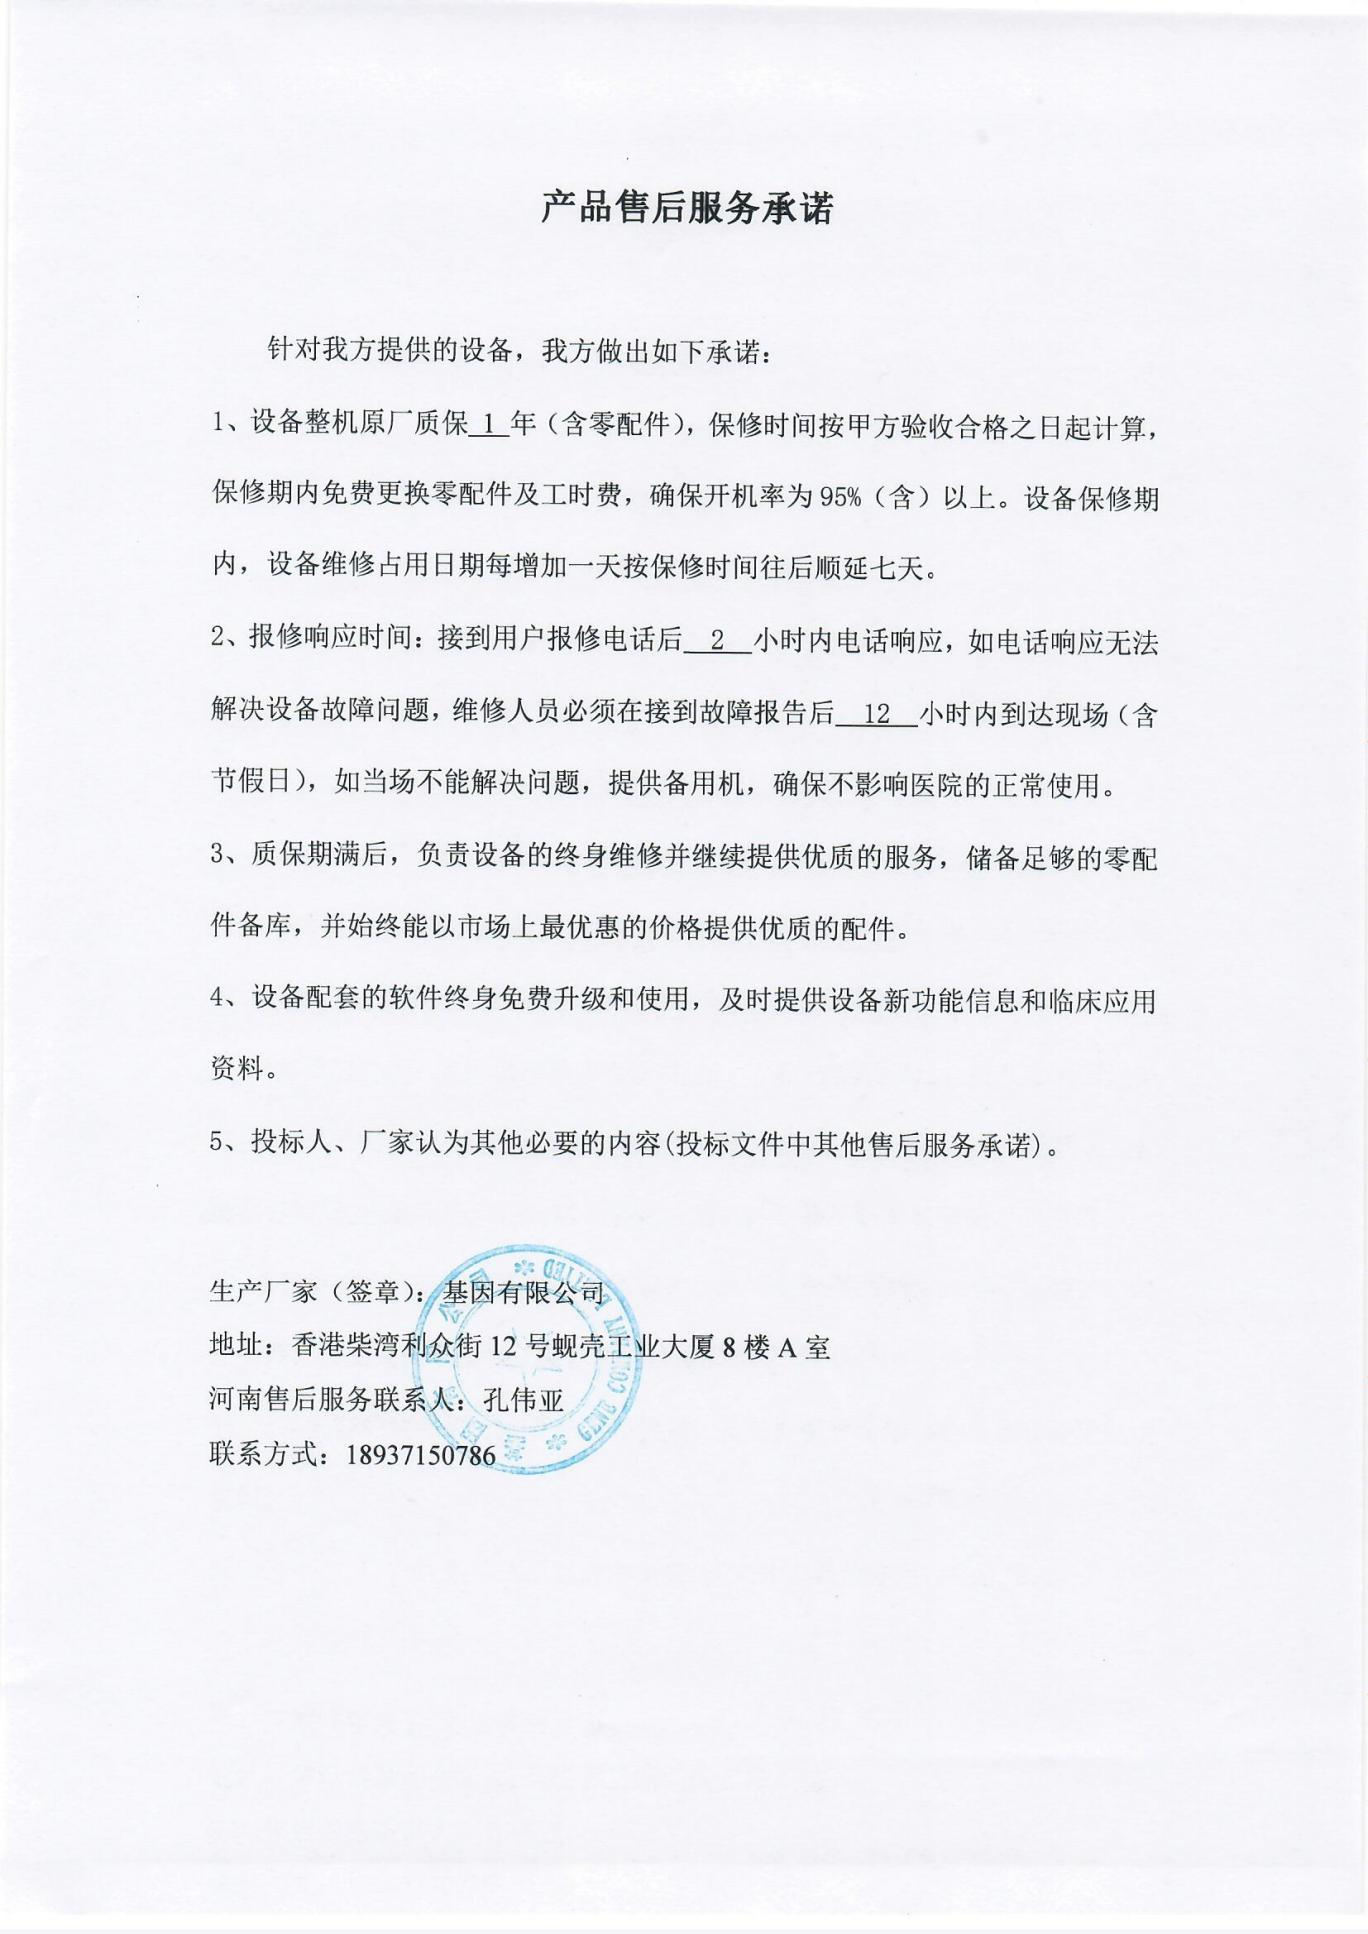 产品售后服务承诺
针对我方提供的设备，我方做出如下承诺：
1、设备整机原厂质保 1 年（含零配件），保修时间按甲方验收合格之日起计算，
保修期内免费更换零配件及工时费，确保开机率为95%（含）以上。设备保修期
内，设备维修占用日期每增加一天按保修时间往后顺延七天。
2、报修响应时间：接到用户报修电话后 2 小时内电话响应，如电话响应无法
解决设备故障问题，维修人员必须在接到故障报告后 12 小时内到达现场（含
节假日），如当场不能解决问题，提供备用机，确保不影响医院的正常使用。
3、质保期满后，负责设备的终身维修并继续提供优质的服务，储备足够的零配
件备库，并始终能以市场上最优惠的价格提供优质的配件。
4、设备配套的软件终身免费升级和使用，及时提供设备新功能信息和临床应用
资料。
5、投标人、厂家认为其他必要的内容(投标文件中其他售后服务承诺)。
生产厂家（签章）：基因有限公司
地址：香港柴湾利众街 12 号蚬壳工业大厦 8 楼 A 室
河南售后服务联系人：孔伟亚
联系方式：18937150786
GENE COMPANY LIMITED
基因有限公司